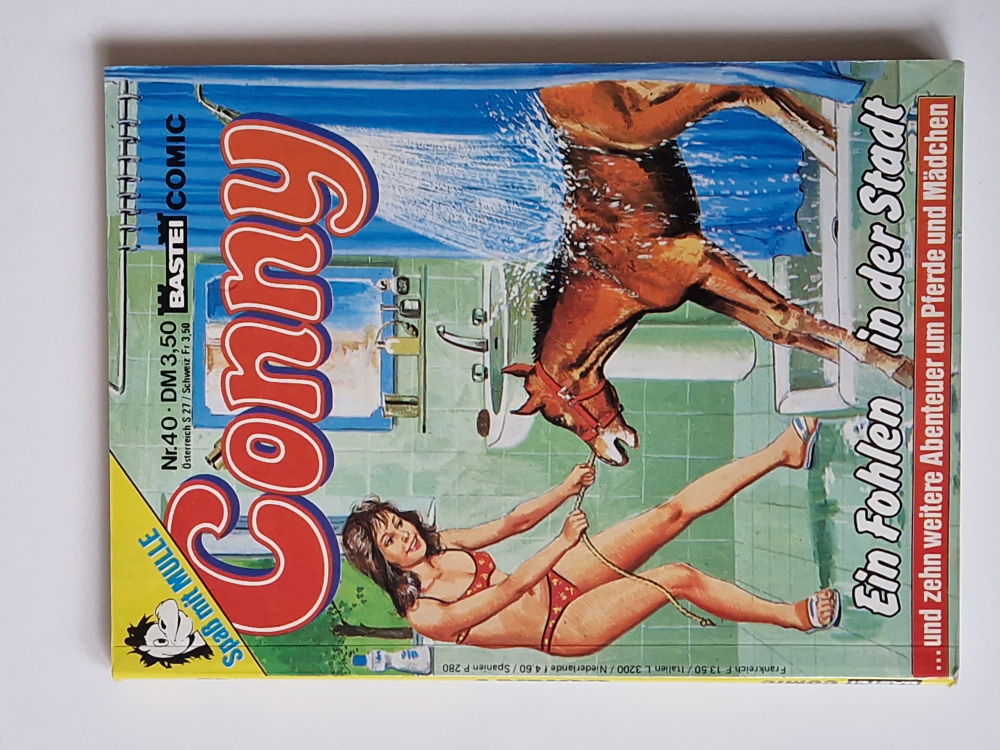 Spaß mit MULLE
Nr. 40 · DM 3,50
Österreich S 27 / Schweiz Fr 3,50
BASTEI COMIC
Conny
Frankreich F 13.50 / Italien L 3200 / Niederlande f 4.60 / Spanien P 280
Ein Fohlen in der Stadt
...und zehn weitere Abenteuer um Pferde und Mädchen